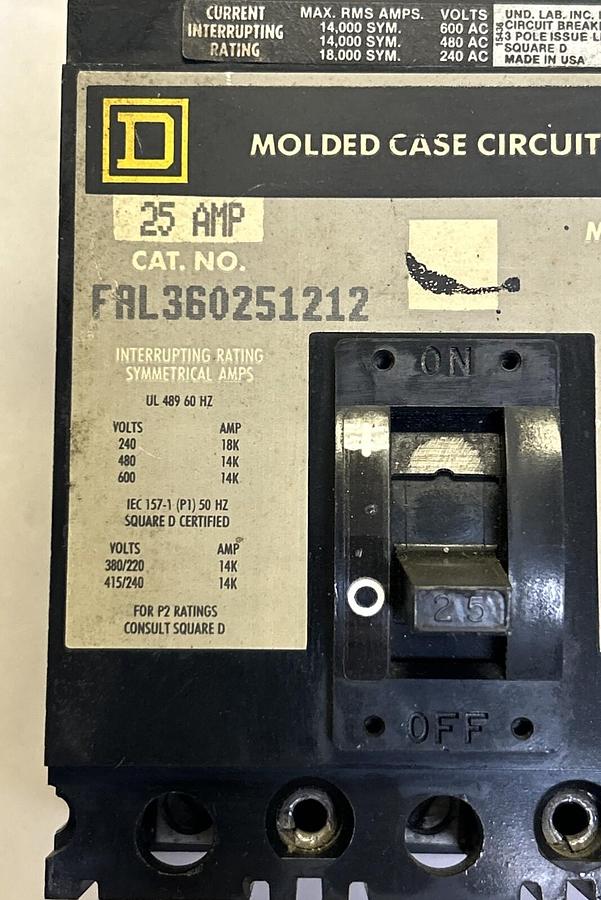 CURRENT INTERRUPTING RATING
MAX. RMS AMPS. VOLTS
14,000 SYM. 600 AC
14,000 SYM. 480 AC
18,000 SYM. 240 AC
UND. LAB. INC.
CIRCUIT
3 POLE ISSUE
SQUARE D
MADE IN USA
D
MOLDED CASE CIRCUIT
25 AMP
CAT. NO.
FAL360251212
INTERRUPTING RATING
SYMMETRICAL AMPS
UL 489 60 HZ
VOLTS AMP
240 18K
480 14K
600 14K
IEC 157-1 (P1) 50 HZ
SQUARE D CERTIFIED
VOLTS AMP
380/220 14K
415/240 14K
FOR P2 RATINGS
CONSULT SQUARE D
ON
25
OFF